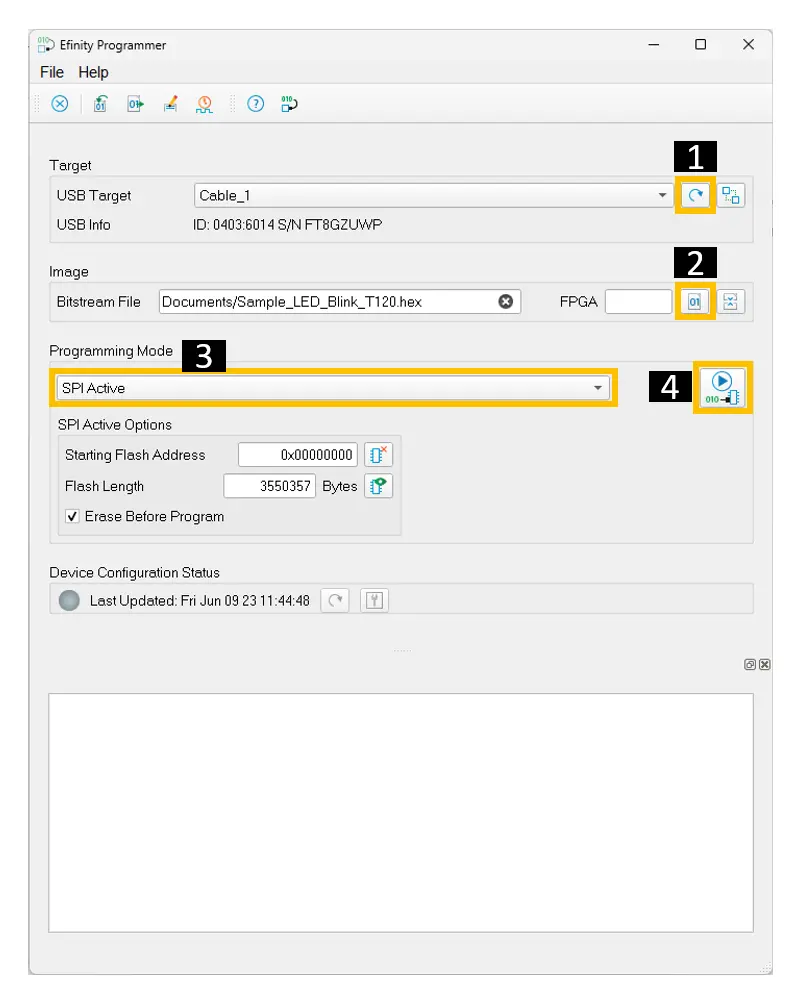 Efinity Programmer
File Help
Target
1
USB Target Cable_1
USB Info ID: 0403:6014 S/N FT8GZUWP
Image
2
Bitstream File Documents/Sample_LED_Blink_T120.hex FPGA 01
Programming Mode
3
SPI Active
4
010
SPI Active Options
Starting Flash Address 0x00000000
Flash Length 3550357 Bytes
Erase Before Program
Device Configuration Status
Last Updated: Fri Jun 09 23 11:44:48